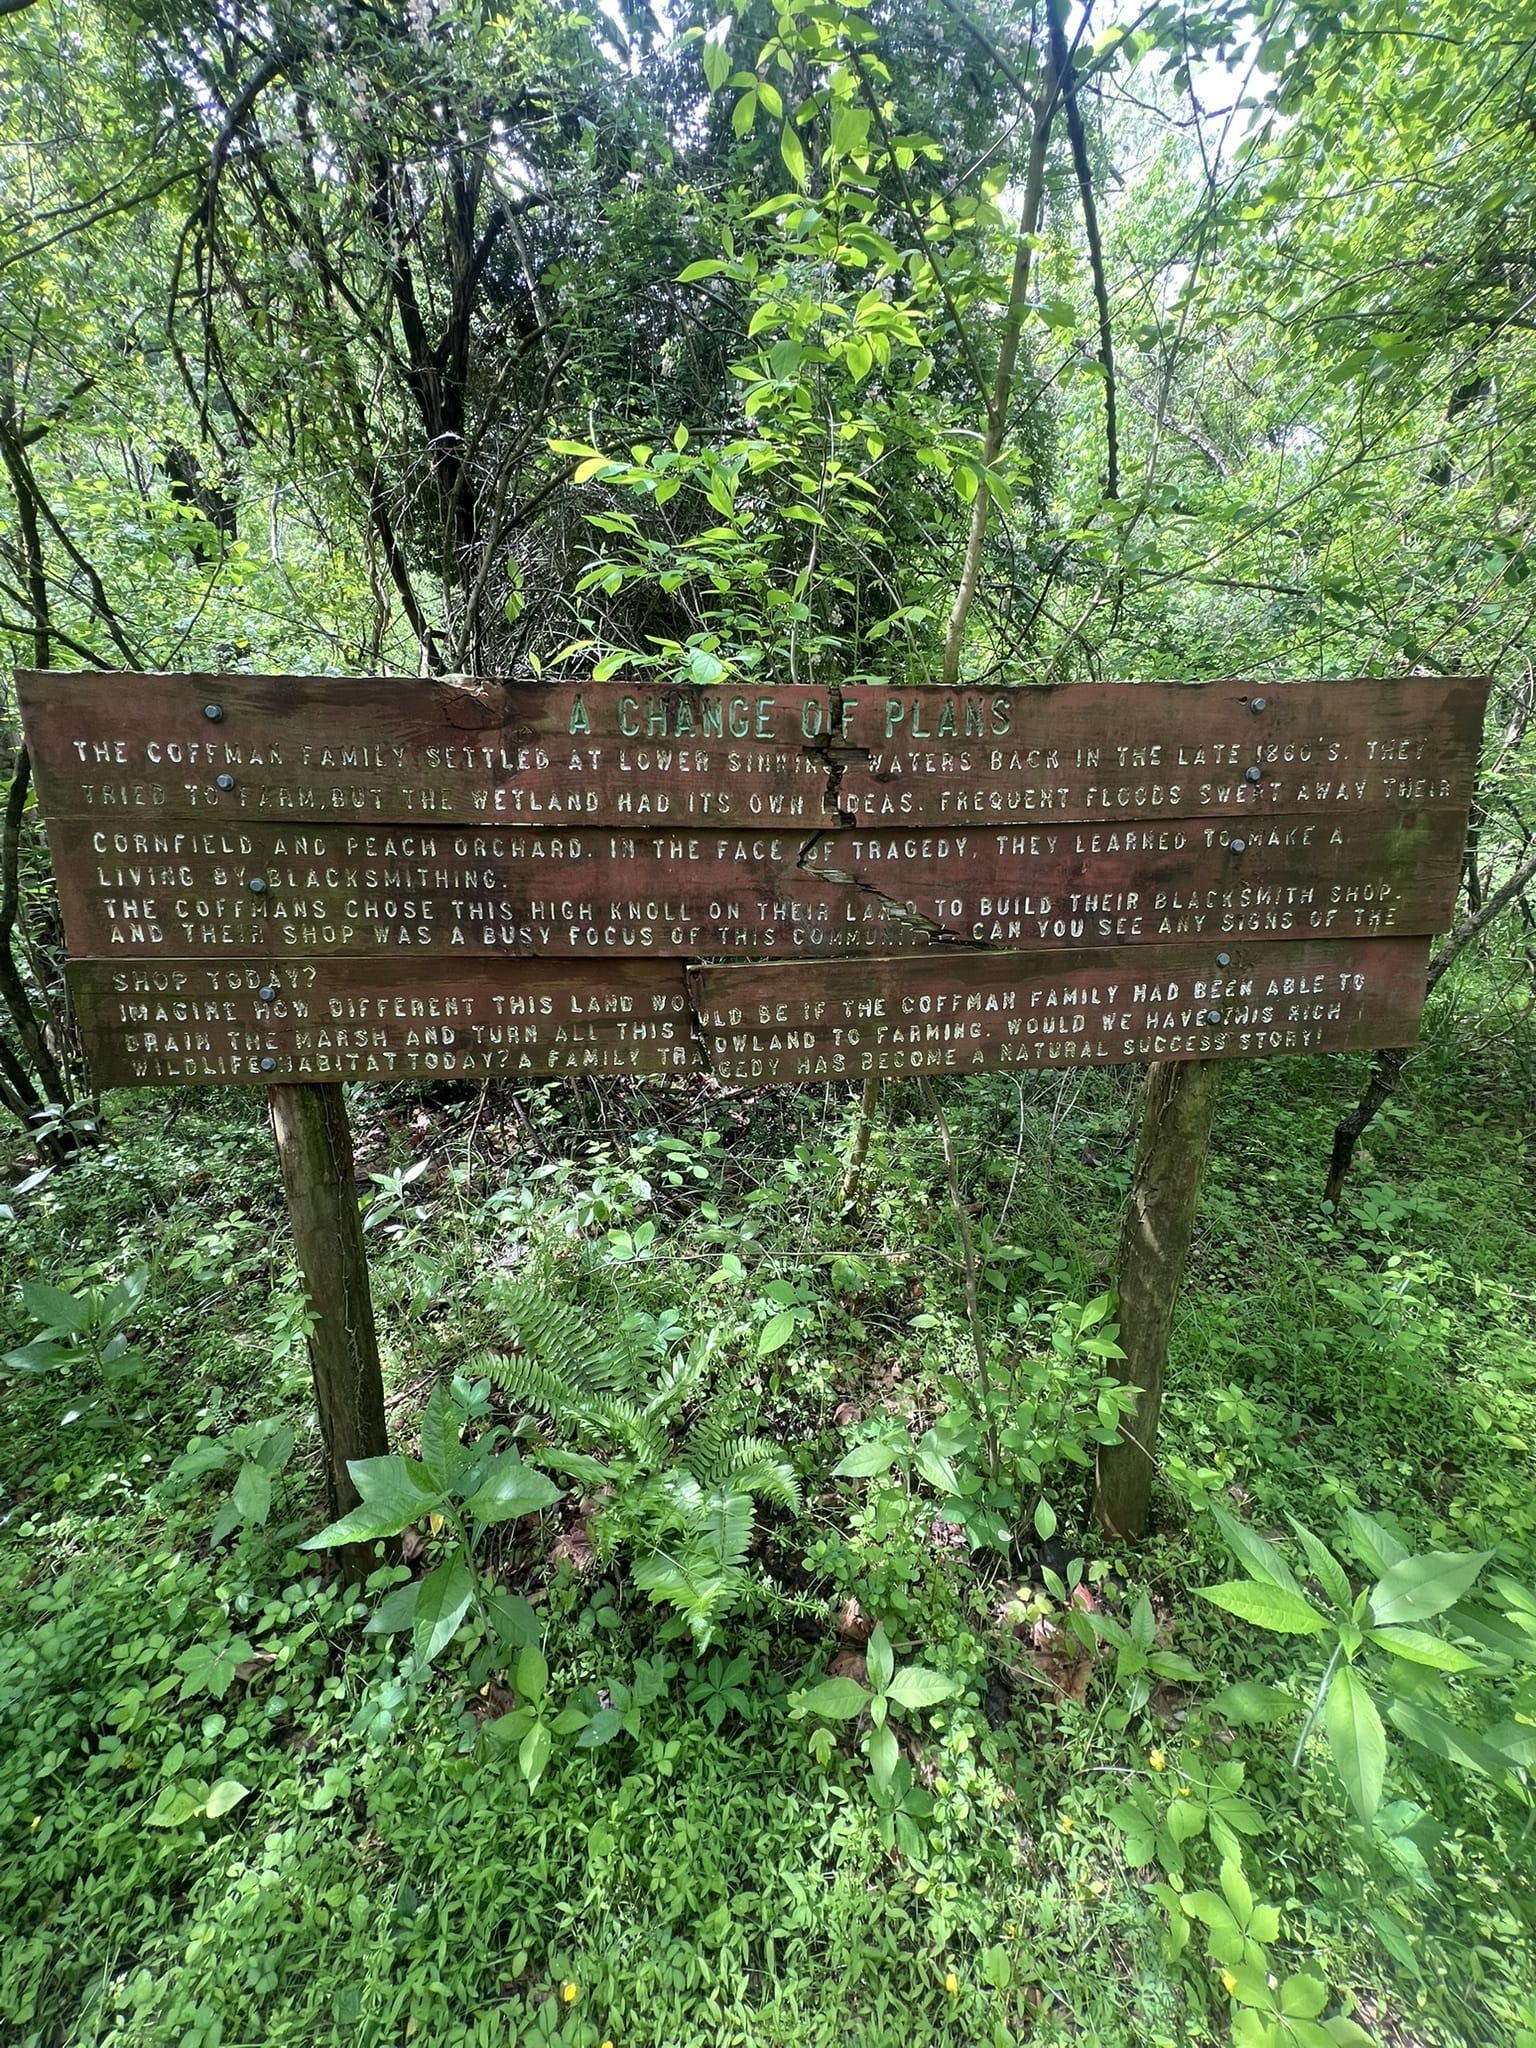 A CHANGE OF PLANS
THE COFFMAN FAMILY SETTLED AT LOWER SINKING WATERS BACK IN THE LATE 1860'S. THEY
TRIED TO FARM, BUT THE WETLAND HAD ITS OWN IDEAS. FREQUENT FLOODS SWEPT AWAY THEIR
CORNFIELD AND PEACH ORCHARD. IN THE FACE OF TRAGEDY, THEY LEARNED TO MAKE A
LIVING BY BLACKSMITHING.
THE COFFMANS CHOSE THIS HIGH KNOLL ON THEIR LAND TO BUILD THEIR BLACKSMITH SHOP.
AND THEIR SHOP WAS A BUSY FOCUS OF THIS COMMUNITY. CAN YOU SEE ANY SIGNS OF THE
SHOP TODAY?
IMAGINE HOW DIFFERENT THIS LAND WOULD BE IF THE COFFMAN FAMILY HAD BEEN ABLE TO
DRAIN THE MARSH AND TURN ALL THIS LOWLAND TO FARMING. WOULD WE HAVE THIS RICH
WILDLIFE HABITAT TODAY? A FAMILY TRAGEDY HAS BECOME A NATURAL SUCCESS STORY!